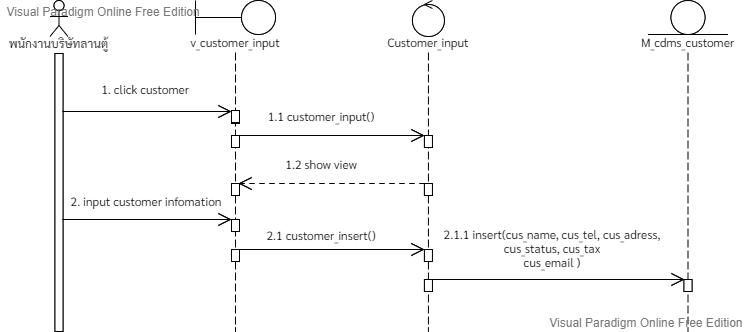 Visual Paradigm Online Free Edition
พนักงานบริษัทลานตู้
v_customer_input
Customer_input
M_cdms_customer
1. click customer
1.1 customer_input()
1.2 show view
2. input customer infomation
2.1 customer_insert()
2.1.1 insert(cus_name, cus_tel, cus_adress,
cus_status, cus_tax
cus_email )
Visual Paradigm Online Free Edition